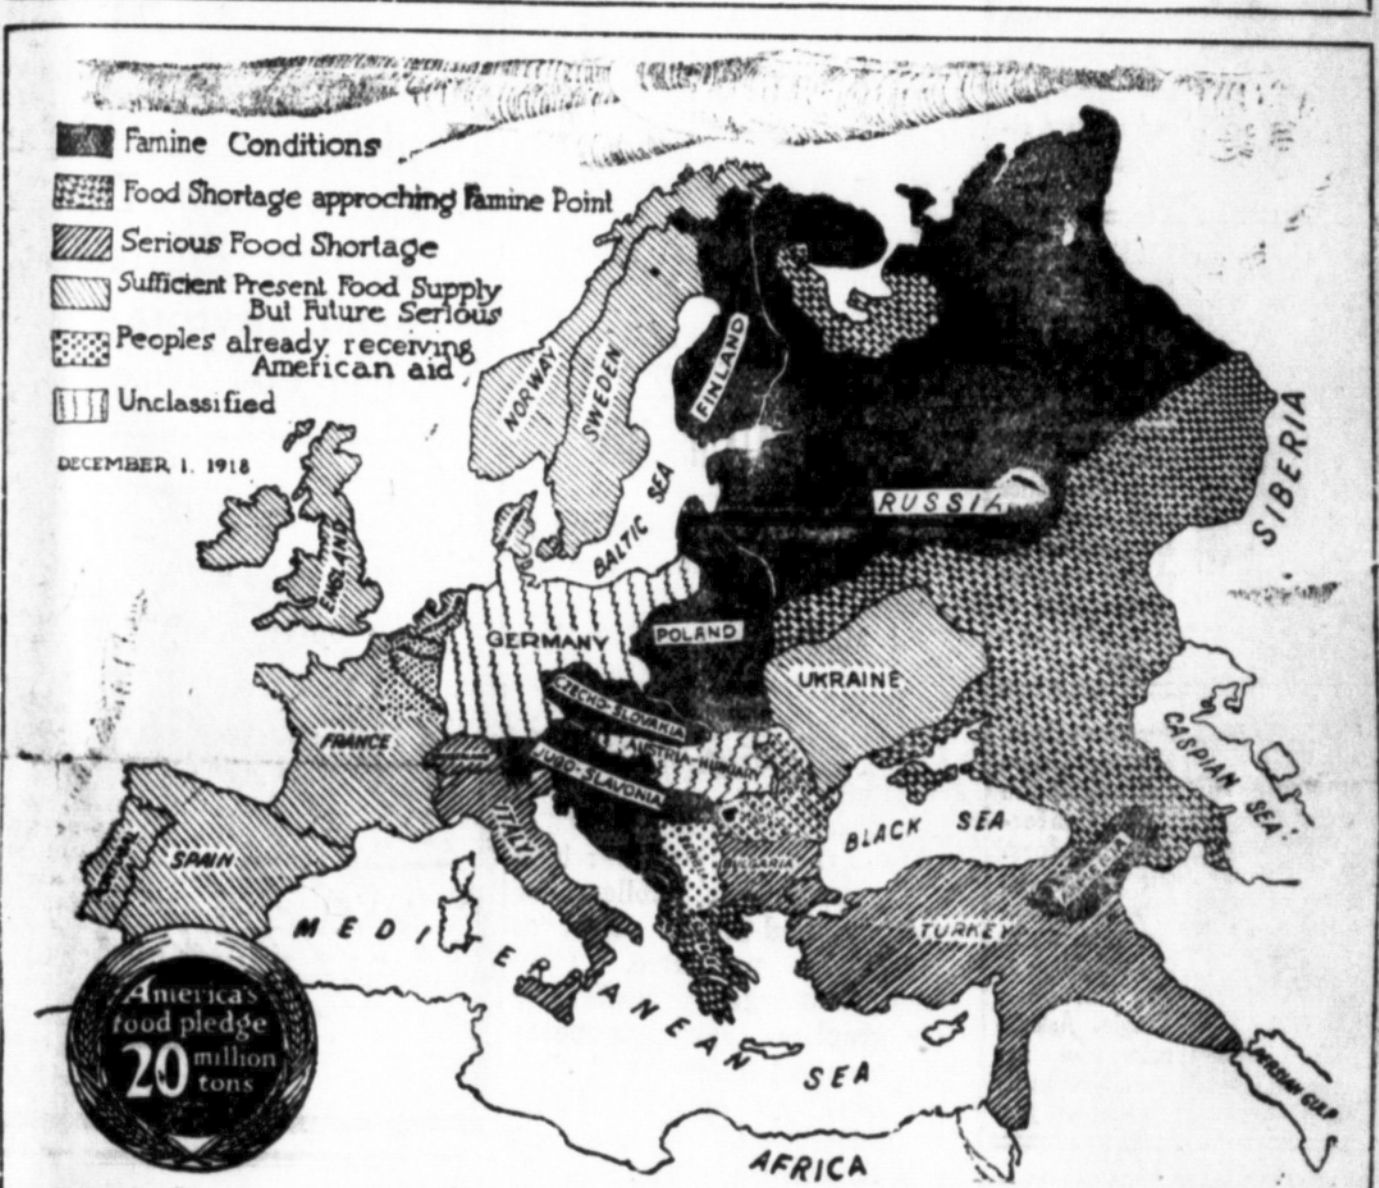 Famine Conditions
Food Shortage approching Famine Point
Serious Food Shortage
Sufficient Present Food Supply
But Future Serious
Peoples already receiving
American aid
Unclassified
DECEMBER 1. 1918
NORWAY
SWEDEN
FINLAND
RUSSIA
SIBERIA
BALTIC SEA
ENGLAND
GERMANY
POLAND
UKRAINE
CZECHO-SLOVAKIA
AUSTRIA-HUNGARY
JUGO-SLAVONIA
FRANCE
CASPIAN SEA
ITALY
BLACK SEA
PORTUGAL
SPAIN
BULGARIA
TURKEY
MEDITERRANEAN SEA
PERSIAN GULF
AFRICA
America's
food pledge
20 million
tons